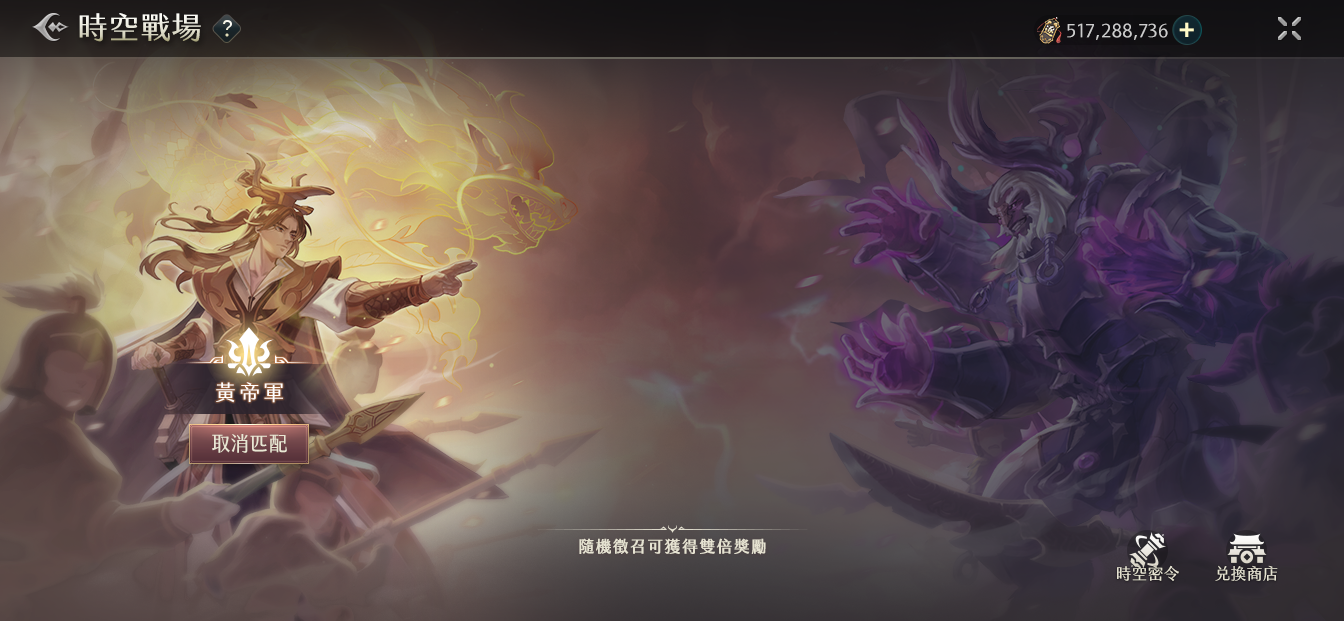 時空戰場 ?
517,288,736 +
黃帝軍
取消匹配
隨機徵召可獲得雙倍獎勵
時空密令 兌換商店